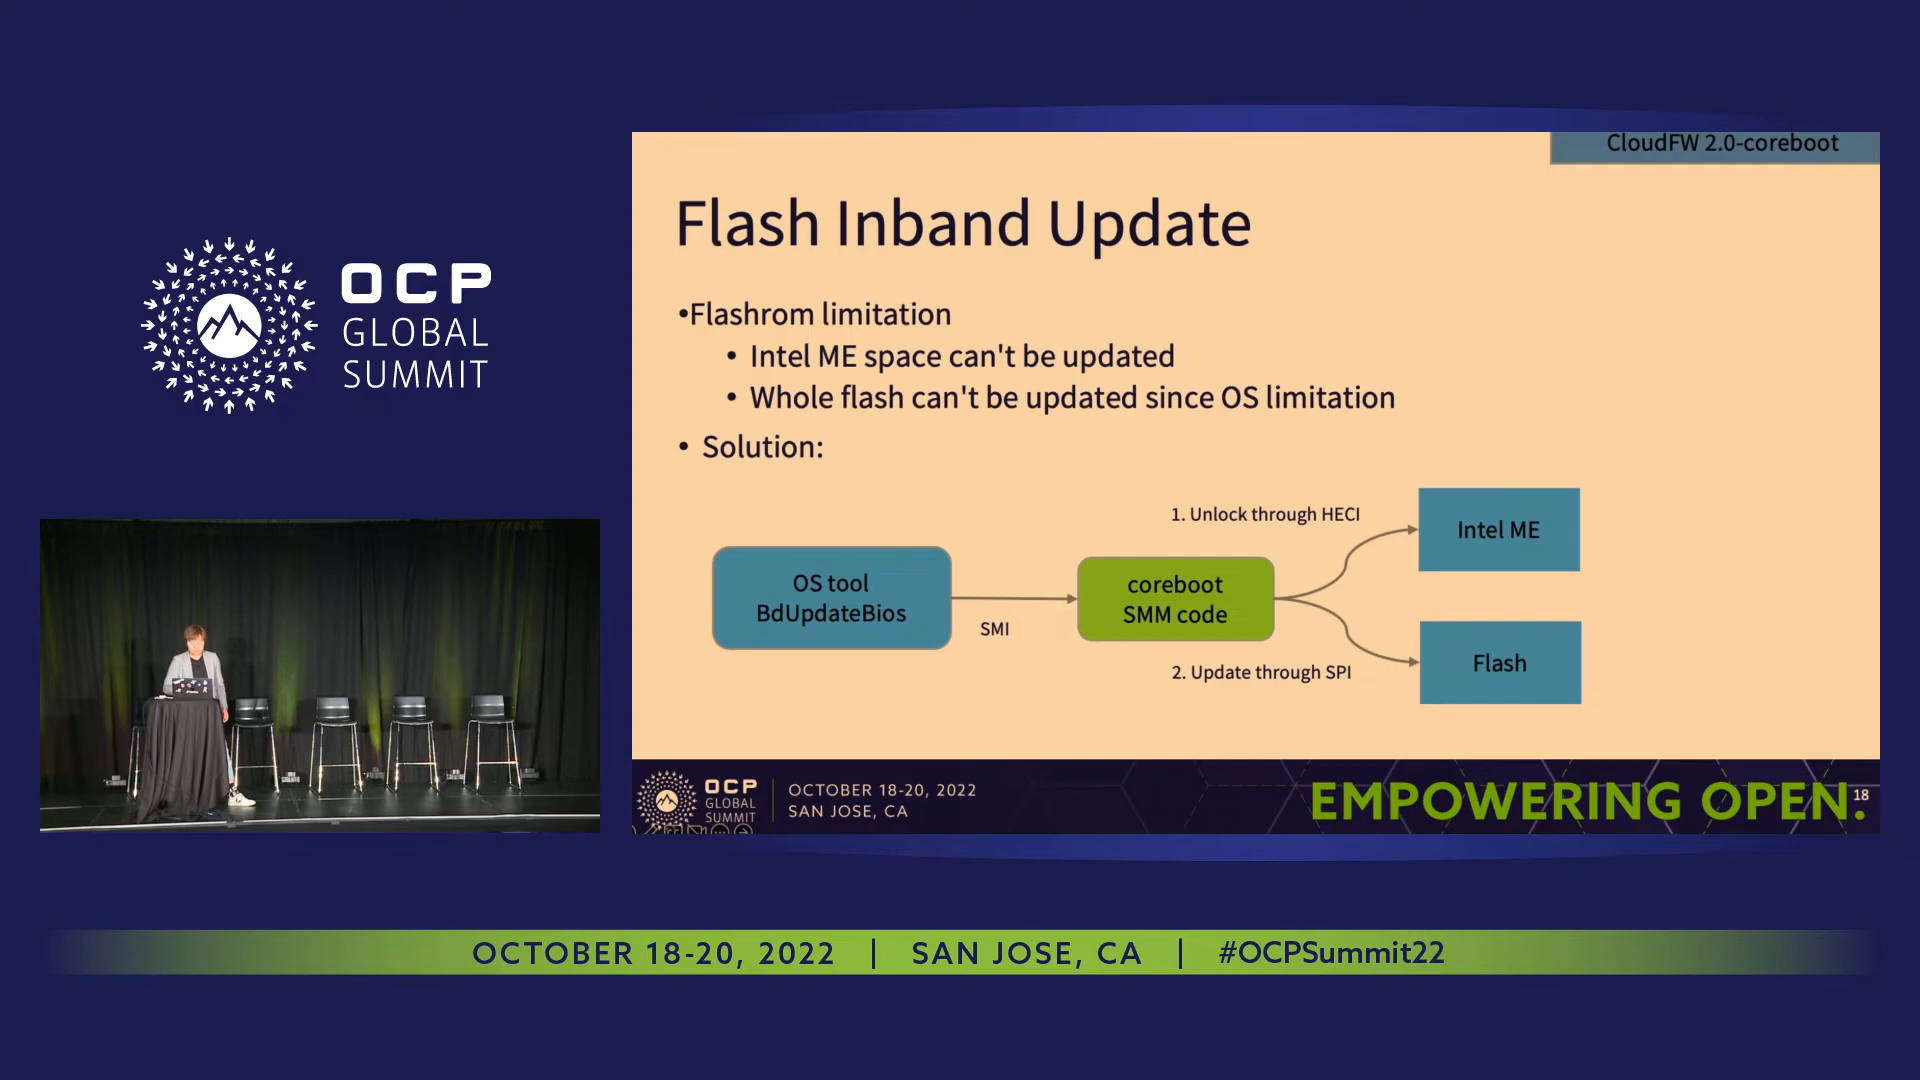 OCP
GLOBAL
SUMMIT
CloudFW 2.0-coreboot
Flash Inband Update
•Flashrom limitation
• Intel ME space can't be updated
• Whole flash can't be updated since OS limitation
• Solution:
OS tool
BdUpdateBios
SMI
coreboot
SMM code
1. Unlock through HECI
2. Update through SPI
Intel ME
Flash
OCP
GLOBAL
SUMMIT
OCTOBER 18-20, 2022
SAN JOSE, CA
EMPOWERING OPEN.
18
OCTOBER 18-20, 2022 | SAN JOSE, CA | #OCPSummit22